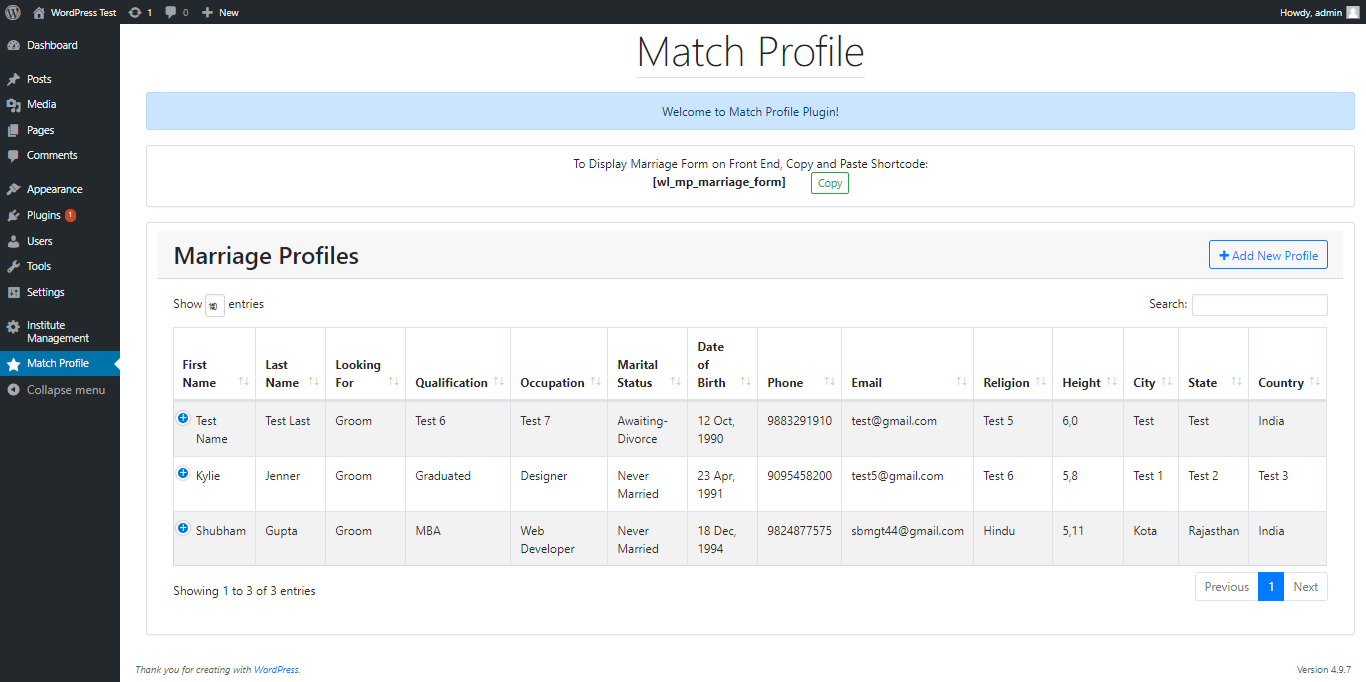 WordPress Test 1 0 New Howdy, admin
Dashboard
Posts
Media
Pages
Comments
Appearance
Plugins 1
Users
Tools
Settings
Institute
Management
Match Profile
Collapse menu
Match Profile
Welcome to Match Profile Plugin!
To Display Marriage Form on Front End, Copy and Paste Shortcode:
[wl_mp_marriage_form] Copy
Marriage Profiles Add New Profile
Show entries Search:
First Name Last Name Looking For Qualification Occupation Marital Status Date of Birth Phone Email Religion Height City State Country
Test Name Test Last Groom Test 6 Test 7 Awaiting-Divorce 12 Oct, 1990 9883291910 test@gmail.com Test 5 6,0 Test Test India
Kylie Jenner Groom Graduated Designer Never Married 23 Apr, 1991 9095458200 test5@gmail.com Test 6 5,8 Test 1 Test 2 Test 3
Shubham Gupta Groom MBA Web Developer Never Married 18 Dec, 1994 9824877575 sbmgt44@gmail.com Hindu 5,11 Kota Rajasthan India
Showing 1 to 3 of 3 entries Previous 1 Next
Thank you for creating with WordPress. Version 4.9.7